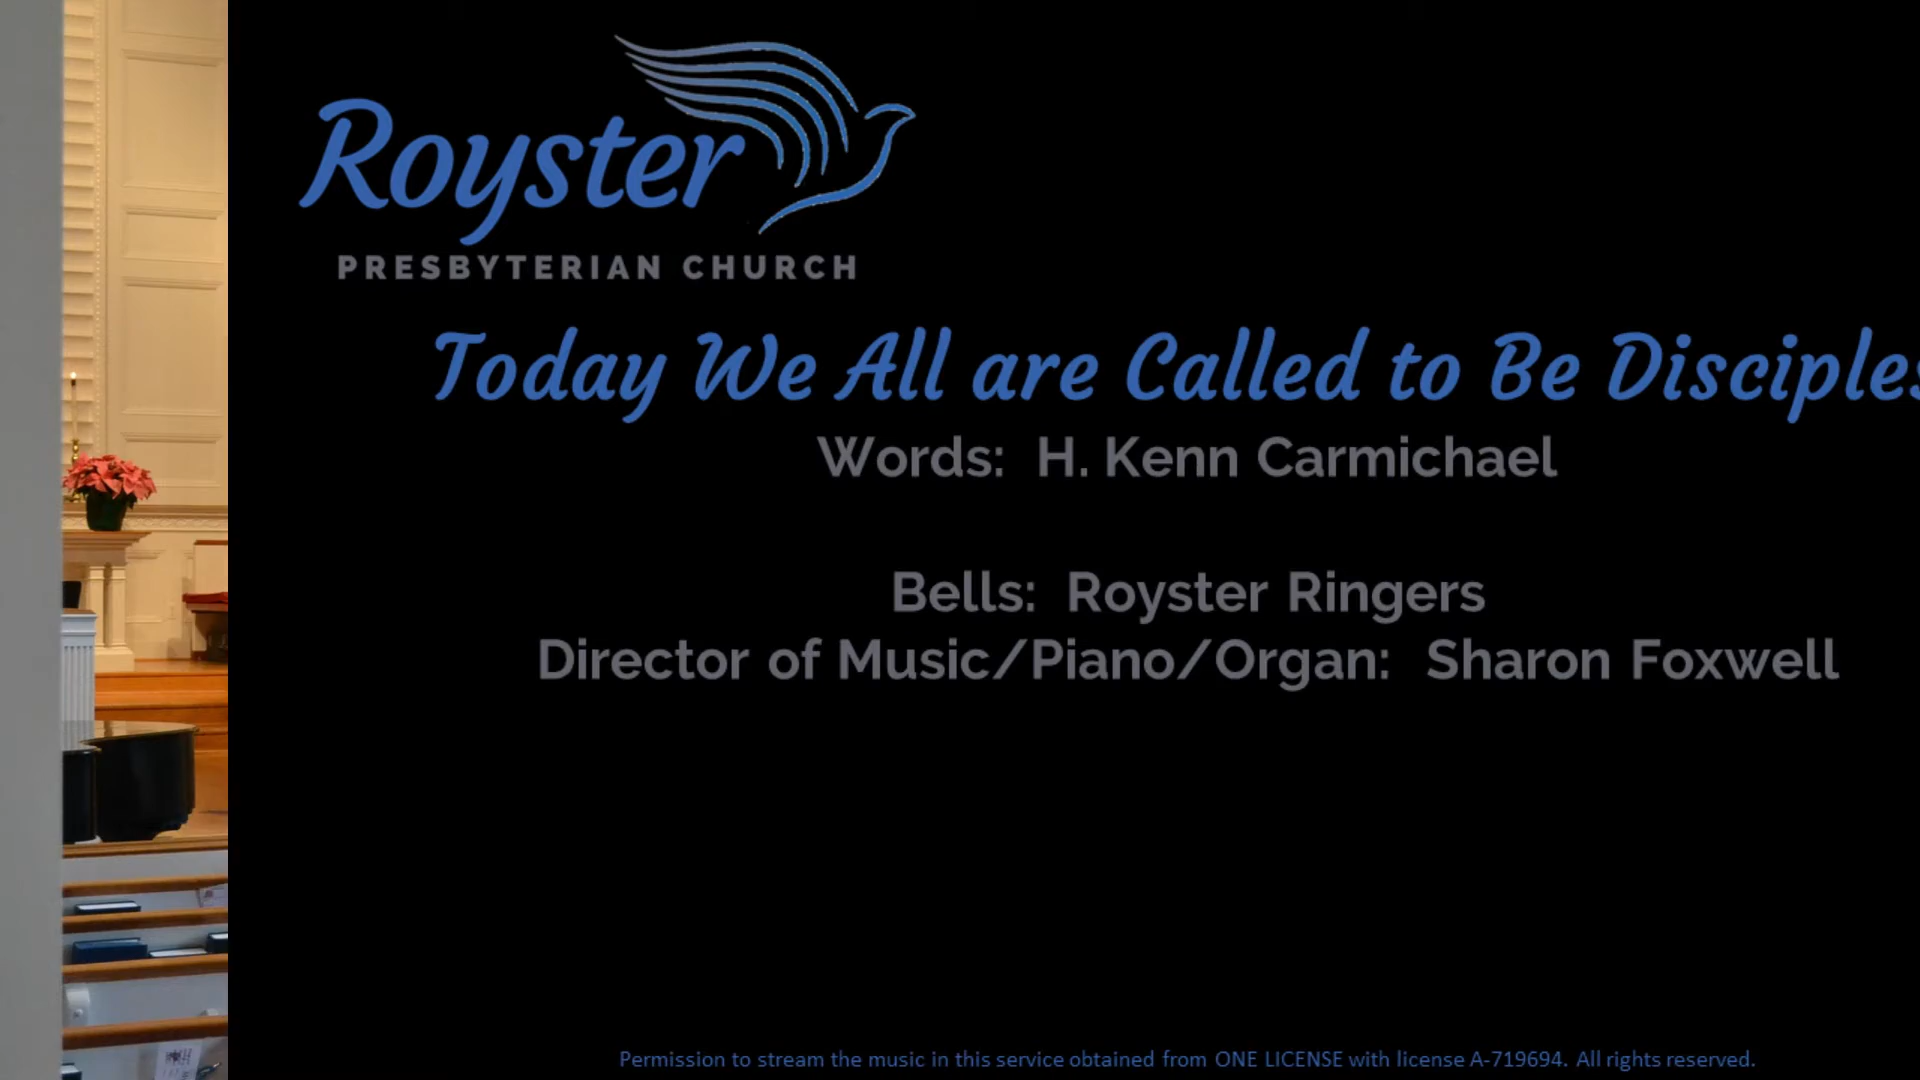 Royster
PRESBYTERIAN CHURCH
Today We All are Called to Be Disciples
Words: H. Kenn Carmichael
Bells: Royster Ringers
Director of Music/Piano/Organ: Sharon Foxwell
Permission to stream the music in this service obtained from ONE LICENSE with license A-719694. All rights reserved.